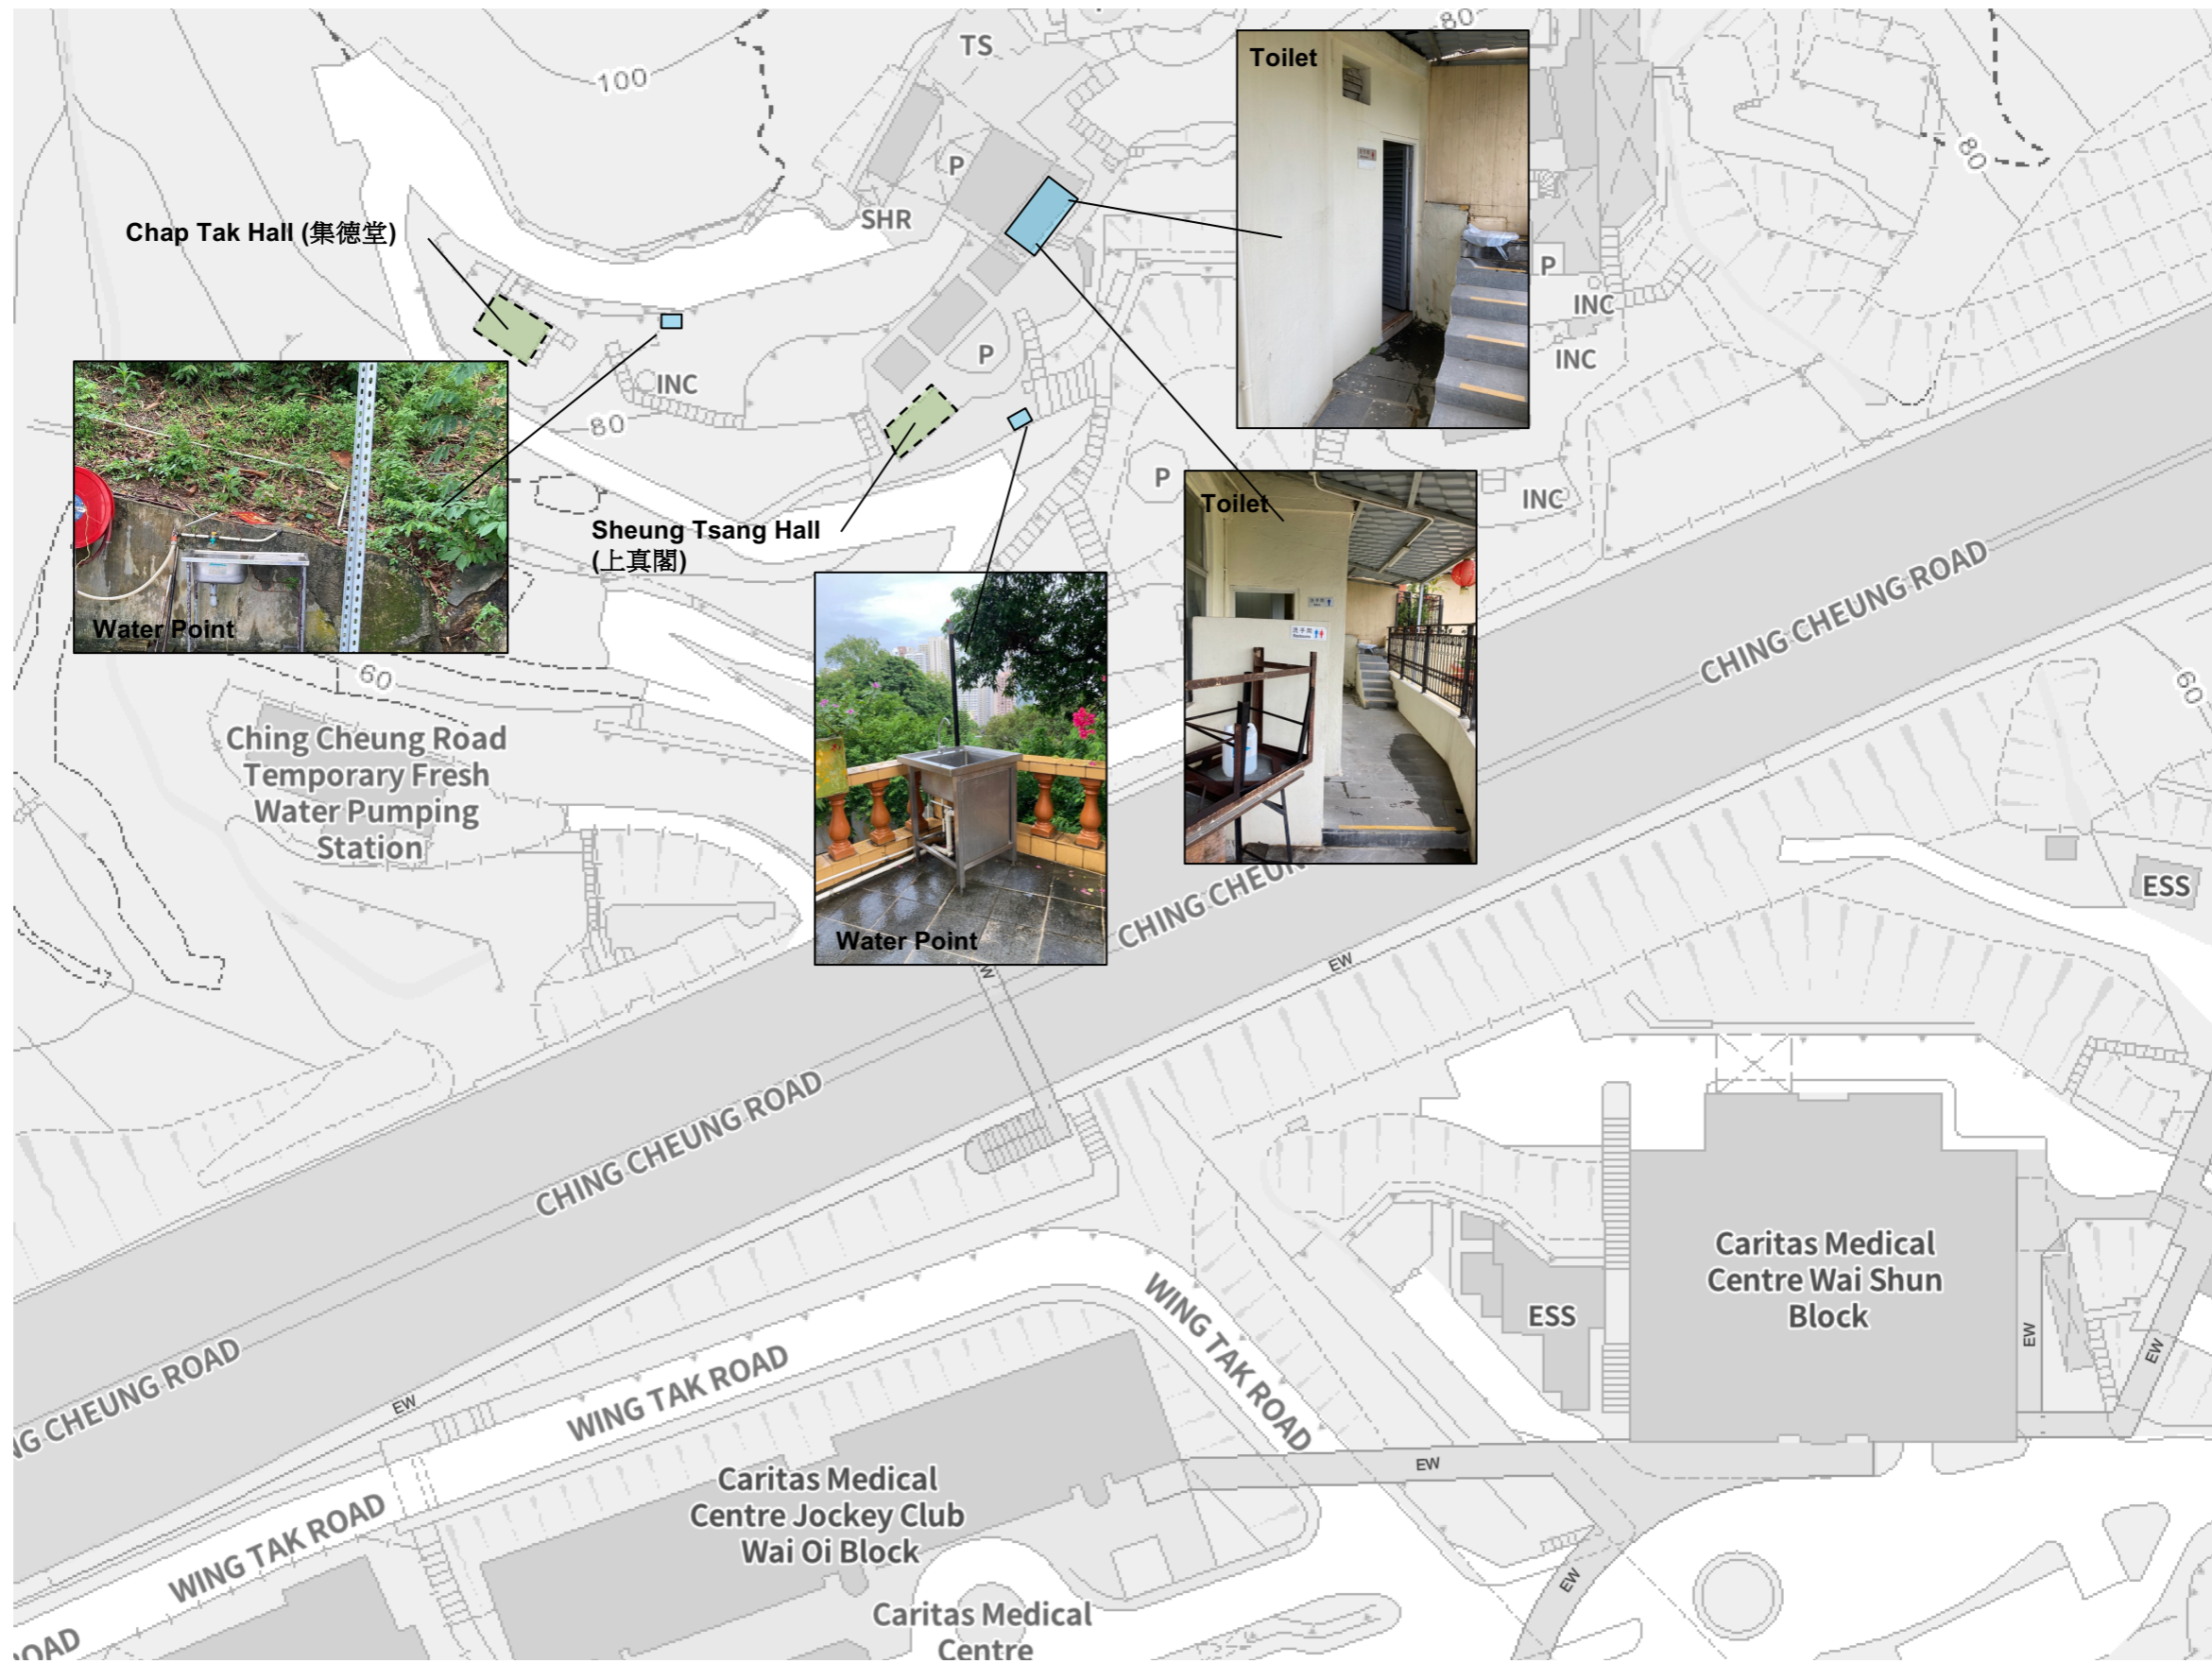 80
TS
Toilet
100
80
P
SHR
Chap Tak Hall (集德堂)
P
INC
INC
P
INC
80
P
INC
Sheung Tsang Hall
(上真閣)
Toilet
CHING CHEUNG ROAD
Water Point
60
60
Ching Cheung Road
Temporary Fresh
Water Pumping
Station
ESS
CHING CHEUN
Water Point
EW
W
CHING CHEUNG ROAD
Caritas Medical
Centre Wai Shun
Block
ESS
WING TAK ROAD
EW
EW
NG CHEUNG ROAD
WING TAK ROAD
EW
EW
Caritas Medical
Centre Jockey Club
Wai Oi Block
WING TAK ROAD
EW
Caritas Medical
Centre
ROAD